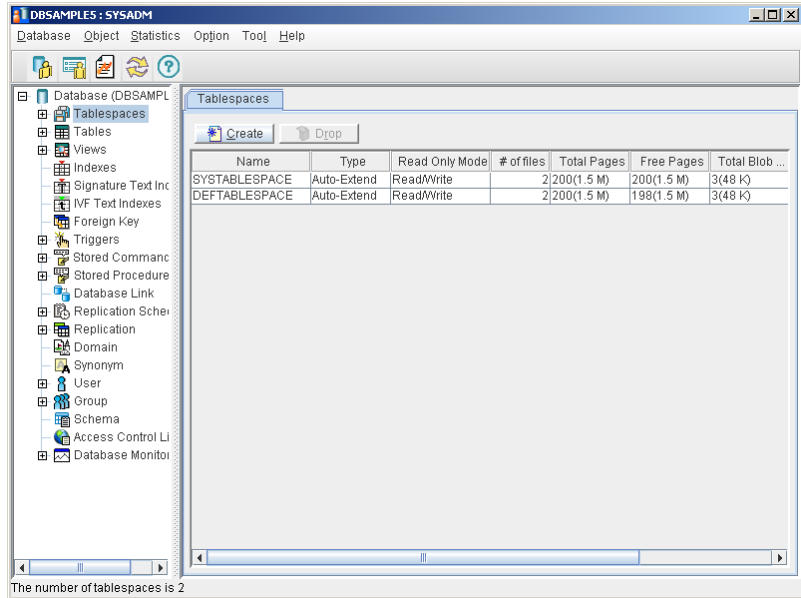 DBSAMPLE5 : SYSADM
Database Object Statistics Option Tool Help
Database (DBSAMPL
Tablespaces
Tables
Views
Indexes
Signature Text Inc
IVF Text Indexes
Foreign Key
Triggers
Stored Commanc
Stored Procedure
Database Link
Replication Sche
Replication
Domain
Synonym
User
Group
Schema
Access Control Li
Database Monitor
Tablespaces
Create Drop
Name Type Read Only Mode # of files Total Pages Free Pages Total Blob ...
SYSTABLESPACE Auto-Extend Read/Write 2 200(1.5 M) 200(1.5 M) 3(48 K)
DEFTABLESPACE Auto-Extend Read/Write 2 200(1.5 M) 198(1.5 M) 3(48 K)
The number of tablespaces is 2